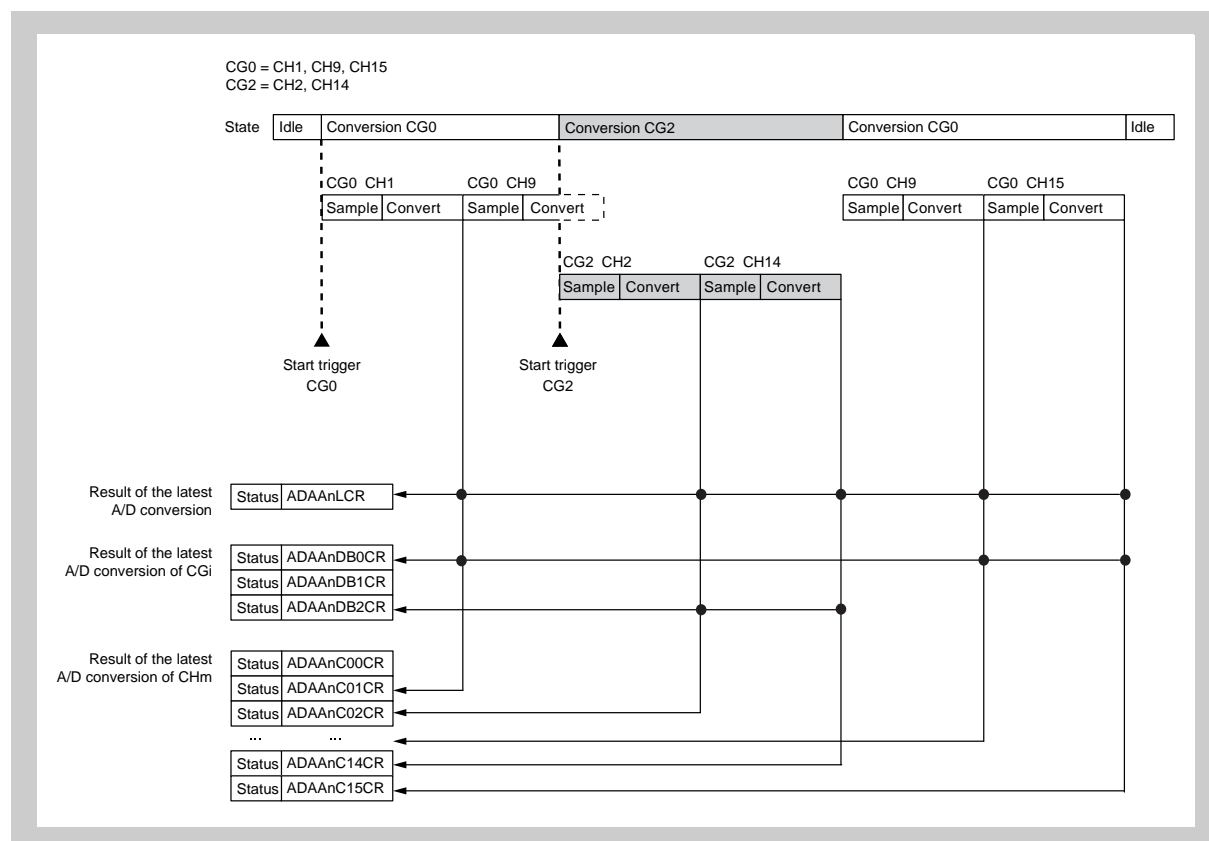 CG0 = CH1, CH9, CH15
CG2 = CH2, CH14
State Idle Conversion CG0 Conversion CG2 Conversion CG0 Idle
CG0 CH1 CG0 CH9 CG0 CH9 CG0 CH15
Sample Convert Sample Convert Sample Convert Sample Convert
CG2 CH2 CG2 CH14
Sample Convert Sample Convert
Start trigger
CG0
Start trigger
CG2
Result of the latest
A/D conversion
Status ADAAnLCR
Result of the latest
A/D conversion of CGi
Status ADAAnDB0CR
Status ADAAnDB1CR
Status ADAAnDB2CR
Result of the latest
A/D conversion of CHm
Status ADAAnC00CR
Status ADAAnC01CR
Status ADAAnC02CR
... ...
Status ADAAnC14CR
Status ADAAnC15CR